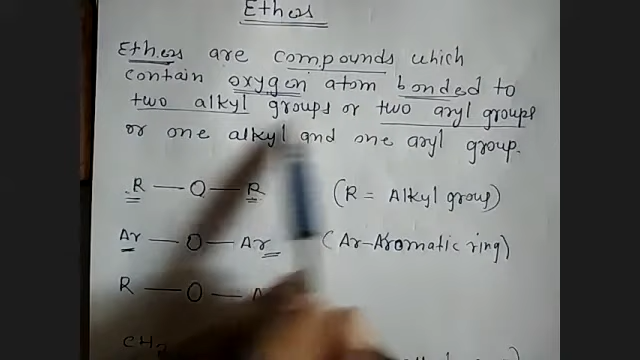 Ethers
Ethers are compounds which
contain oxygen atom bonded to
two alkyl groups or two aryl groups
or one alkyl and one aryl group.
R — O — R (R = Alkyl group)
Ar — O — Ar (Ar-Aromatic ring)
R — O —
CH3